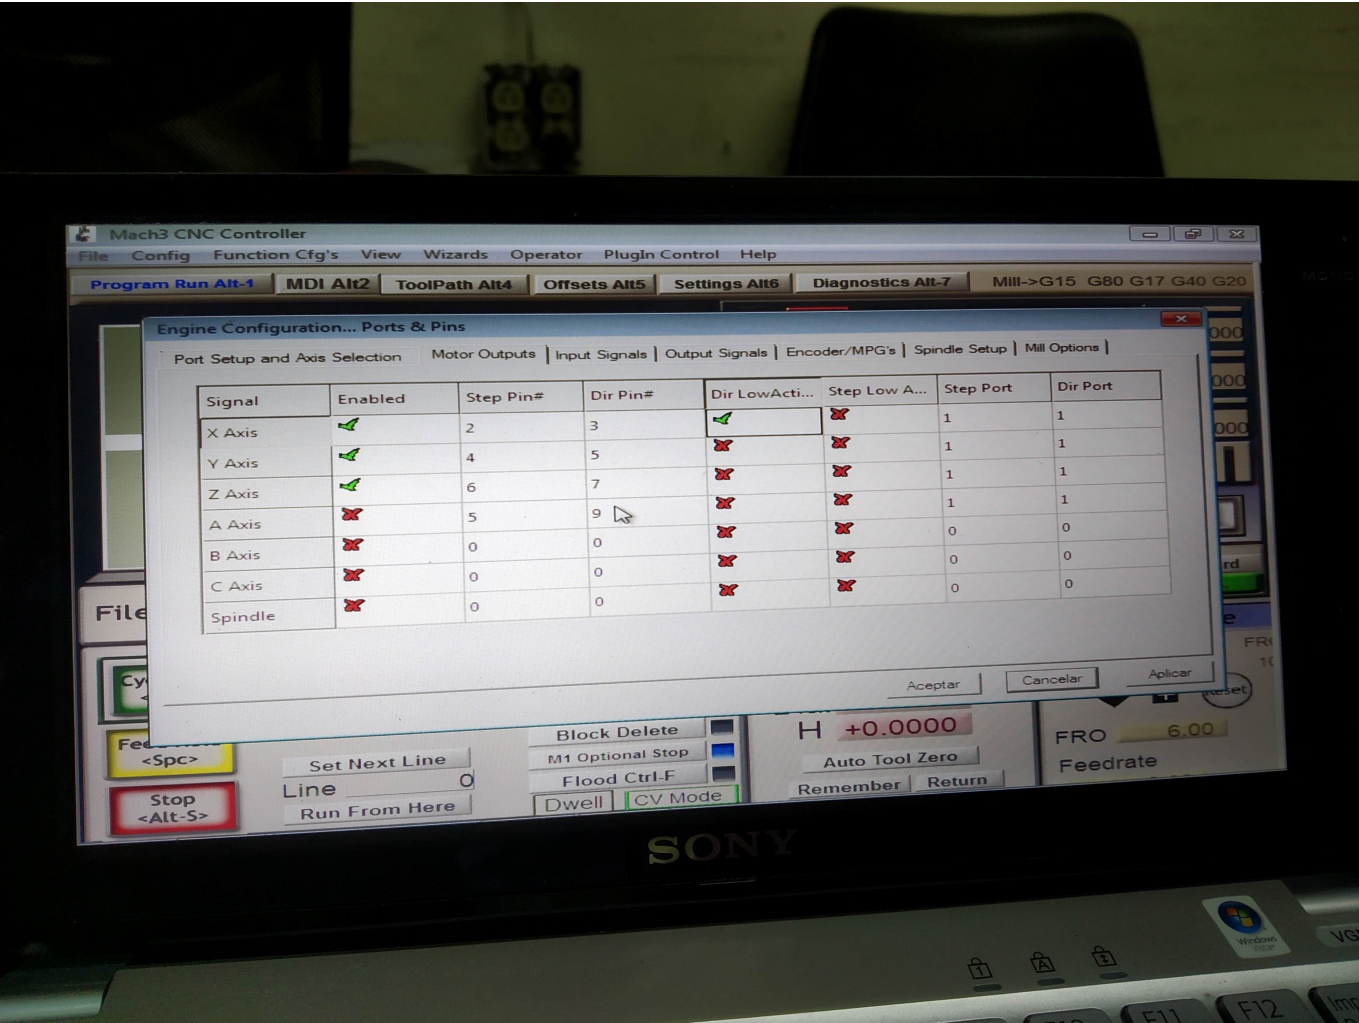 Mach3 CNC Controller
File Config Function Cfg's View Wizards Operator PlugIn Control Help
Program Run Alt-1 MDI Alt2 ToolPath Alt4 Offsets Alt5 Settings Alt6 Diagnostics Alt-7 Mill->G15 G80 G17 G40 G20
Engine Configuration... Ports & Pins
Port Setup and Axis Selection Motor Outputs Input Signals Output Signals Encoder/MPG's Spindle Setup Mill Options
Signal Enabled Step Pin# Dir Pin# Dir LowActi... Step Low A... Step Port Dir Port
X Axis 2 3 1 1
Y Axis 4 5 1 1
Z Axis 6 7 1 1
A Axis 5 9 1 1
B Axis 0 0 0 0
C Axis 0 0 0 0
Spindle 0 0 0 0
Aceptar Cancelar Aplicar
File
Cy
<Spc>
Stop
<Alt-S>
Set Next Line
Line 0
Run From Here
Block Delete
M1 Optional Stop
Flood Ctrl-F
Dwell CV Mode
H +0.0000
Auto Tool Zero
Remember Return
Reset
FRO 6.00
Feedrate
SONY
Windows Vista
F11 F12